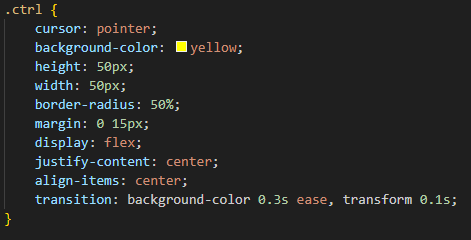 .ctrl {
    cursor: pointer;
    background-color: yellow;
    height: 50px;
    width: 50px;
    border-radius: 50%;
    margin: 0 15px;
    display: flex;
    justify-content: center;
    align-items: center;
    transition: background-color 0.3s ease, transform 0.1s;
}